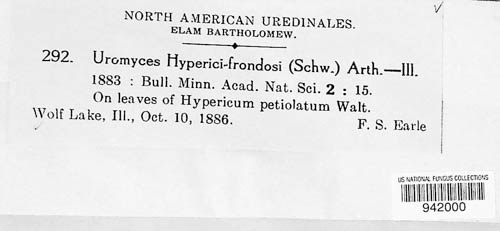 NORTH AMERICAN UREDINALES.
ELAM BARTHOLOMEW.
292. Uromyces Hyperici-frondosi (Schw.) Arth.—III.
1883 : Bull. Minn. Acad. Nat. Sci. 2 : 15.
On leaves of Hypericum petiolatum Walt.
Wolf Lake, Ill., Oct. 10, 1886. F. S. Earle
US NATIONAL FUNGUS COLLECTIONS
942000